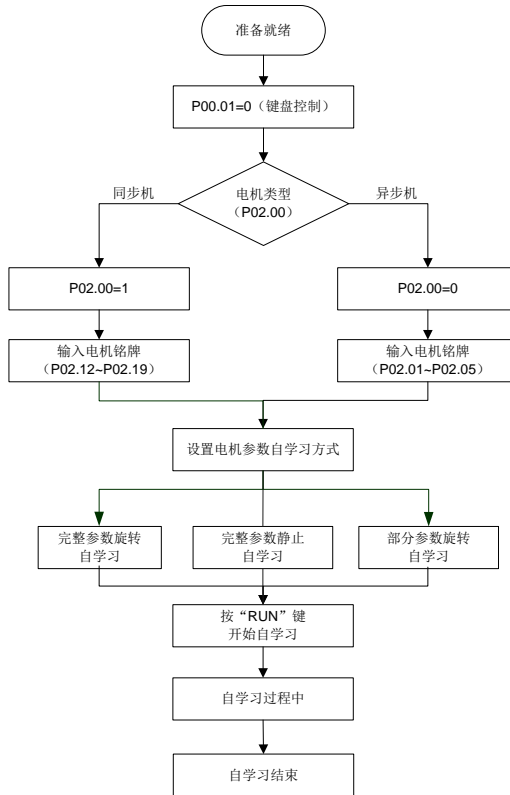 准备就绪
P00.01=0（键盘控制）
电机类型
（P02.00）
同步机
异步机
P02.00=1
P02.00=0
输入电机铭牌
（P02.12~P02.19）
输入电机铭牌
（P02.01~P02.05）
设置电机参数自学习方式
完整参数旋转
自学习
完整参数静止
自学习
部分参数旋转
自学习
按“RUN”键
开始自学习
自学习过程中
自学习结束